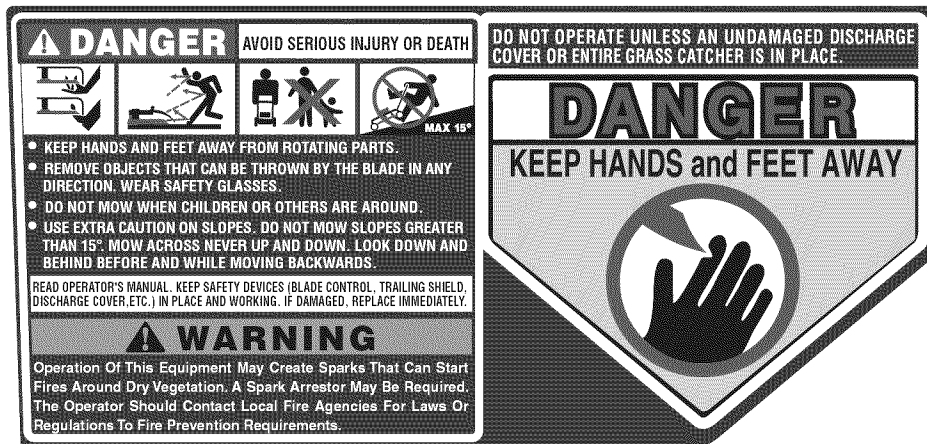 DANGER
AVOID SERIOUS INJURY OR DEATH
MAX 15°
• KEEP HANDS AND FEET AWAY FROM ROTATING PARTS.
• REMOVE OBJECTS THAT CAN BE THROWN BY THE BLADE IN ANY
DIRECTION. WEAR SAFETY GLASSES.
• DO NOT MOW WHEN CHILDREN OR OTHERS ARE AROUND.
• USE EXTRA CAUTION ON SLOPES. DO NOT MOW SLOPES GREATER
THAN 15°. MOW ACROSS NEVER UP AND DOWN. LOOK DOWN AND
BEHIND BEFORE AND WHILE MOVING BACKWARDS.
READ OPERATOR'S MANUAL. KEEP SAFETY DEVICES (BLADE CONTROL, TRAILING SHIELD,
DISCHARGE COVER,ETC.) IN PLACE AND WORKING. IF DAMAGED, REPLACE IMMEDIATELY.
WARNING
Operation Of This Equipment May Create Sparks That Can Start
Fires Around Dry Vegetation. A Spark Arrestor May Be Required.
The Operator Should Contact Local Fire Agencies For Laws Or
Regulations To Fire Prevention Requirements.
DO NOT OPERATE UNLESS AN UNDAMAGED DISCHARGE
COVER OR ENTIRE GRASS CATCHER IS IN PLACE.
DANGER
KEEP HANDS and FEET AWAY